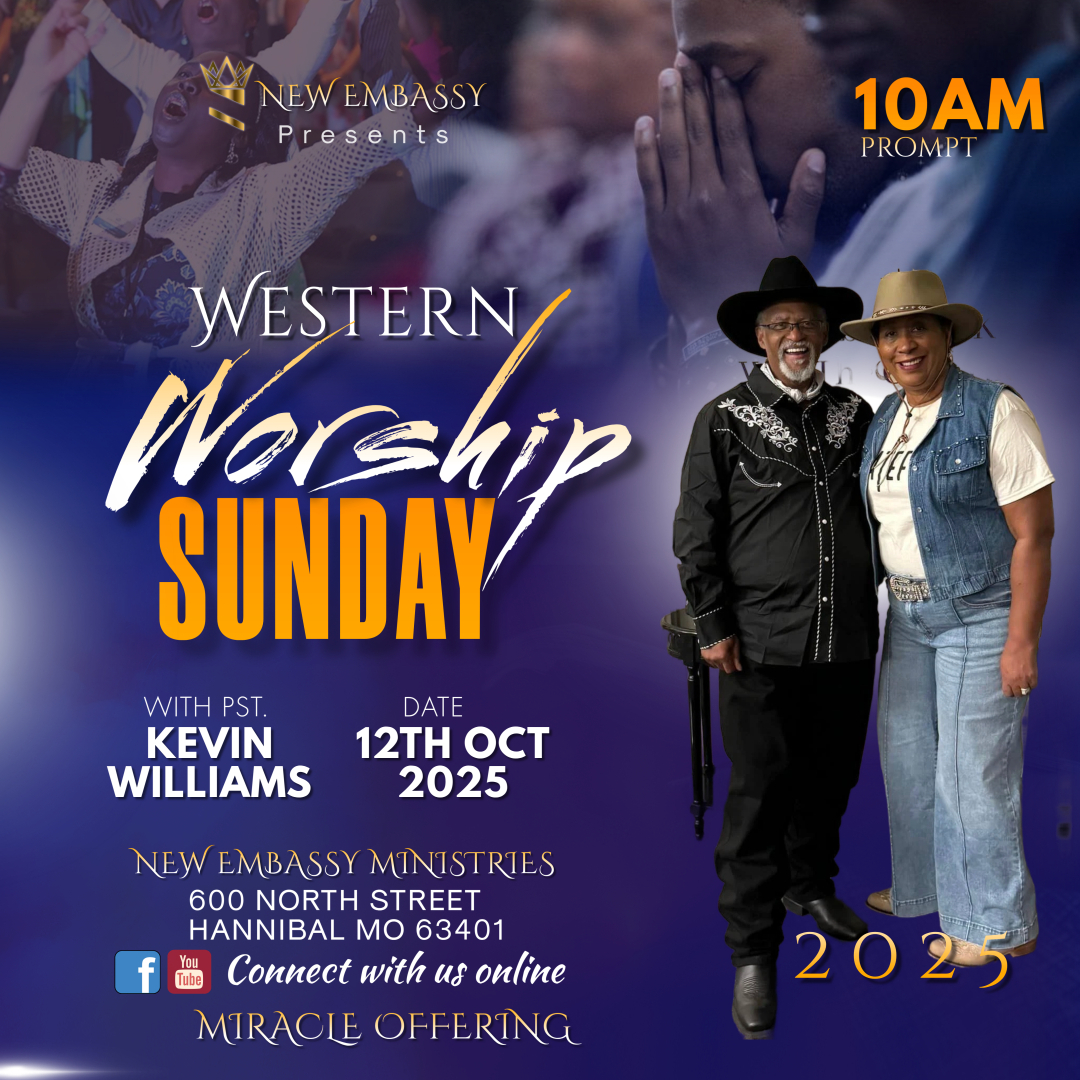 NEW EMBASSY
Presents
10AM
PROMPT
WESTERN
Worship
SUNDAY
WITH PST.
KEVIN
WILLIAMS
DATE
12TH OCT
2025
NEW EMBASSY MINISTRIES
600 NORTH STREET
HANNIBAL MO 63401
f
You
Tube
Connect with us online
MIRACLE OFFERING
2025